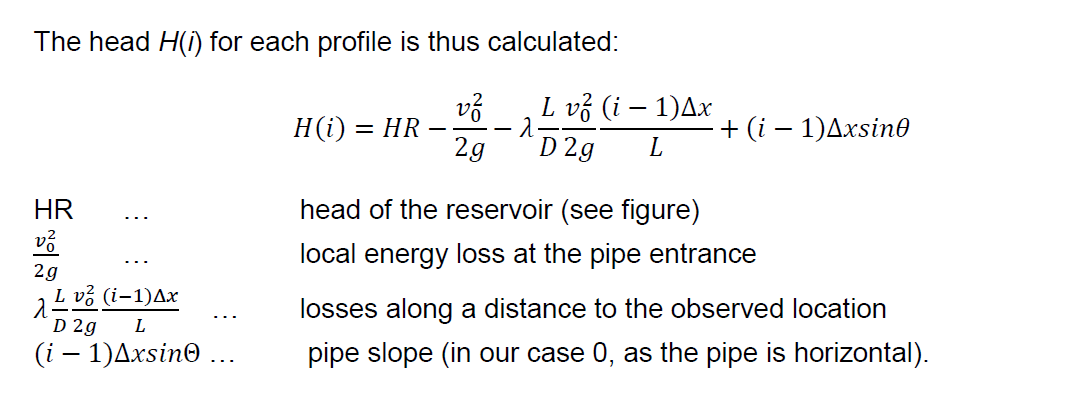 The head H(i) for each profile is thus calculated:
H(i) = HR − v₀²/2g − λ L/D v₀²/2g (i − 1)Δx/L + (i − 1)Δxsinθ
HR … head of the reservoir (see figure)
v₀²/2g … local energy loss at the pipe entrance
λ L/D v₀²/2g (i−1)Δx/L … losses along a distance to the observed location
(i − 1)ΔxsinΘ … pipe slope (in our case 0, as the pipe is horizontal).